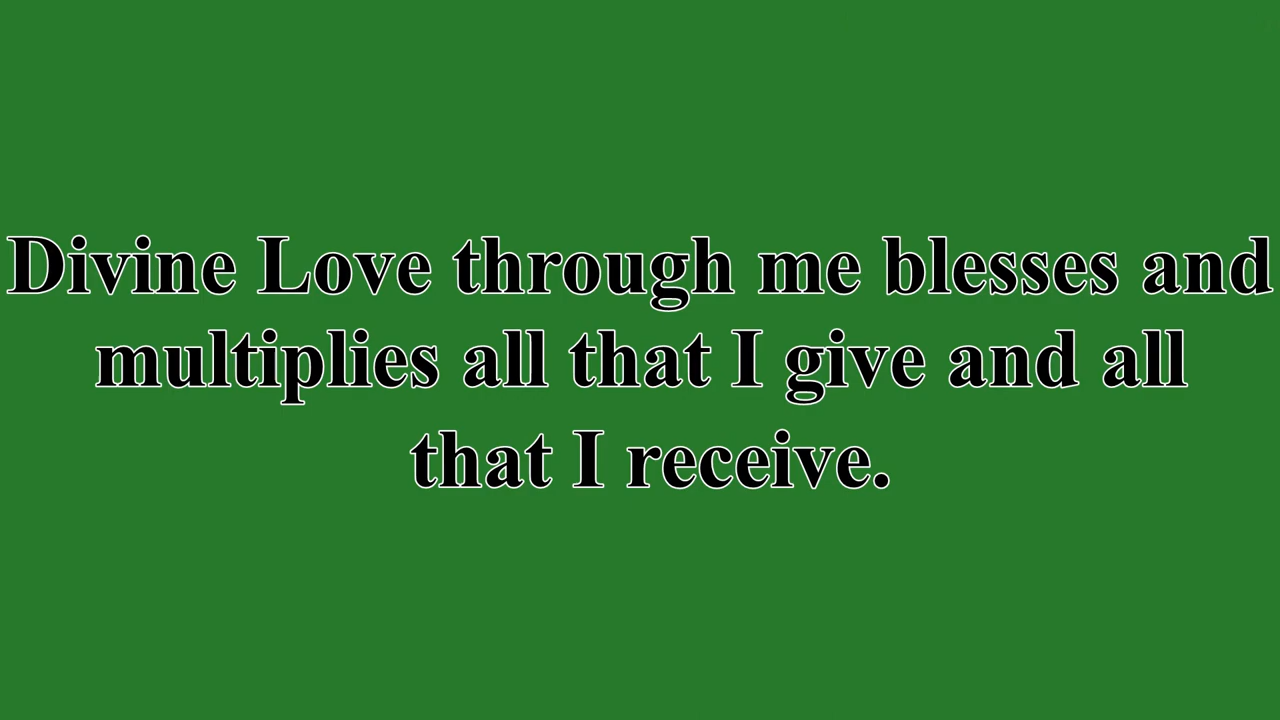 Divine Love through me blesses and
multiplies all that I give and all
that I receive.